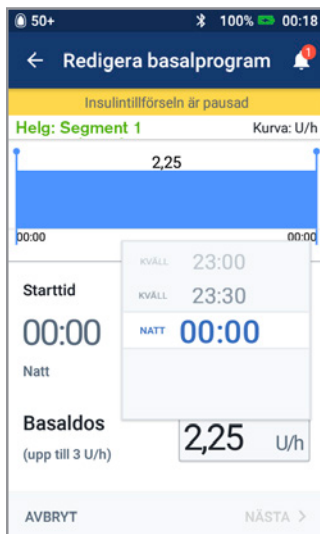 50+ 100% 00:18
Redigera basalprogram 1
Insulintillförseln är pausad
Helg: Segment 1 Kurva: U/h
2,25
00:00 00:00
KVÄLL 23:00
Starttid KVÄLL 23:30
00:00 NATT 00:00
Natt
Basaldos 2,25 U/h
(upp till 3 U/h)
AVBRYT NÄSTA >